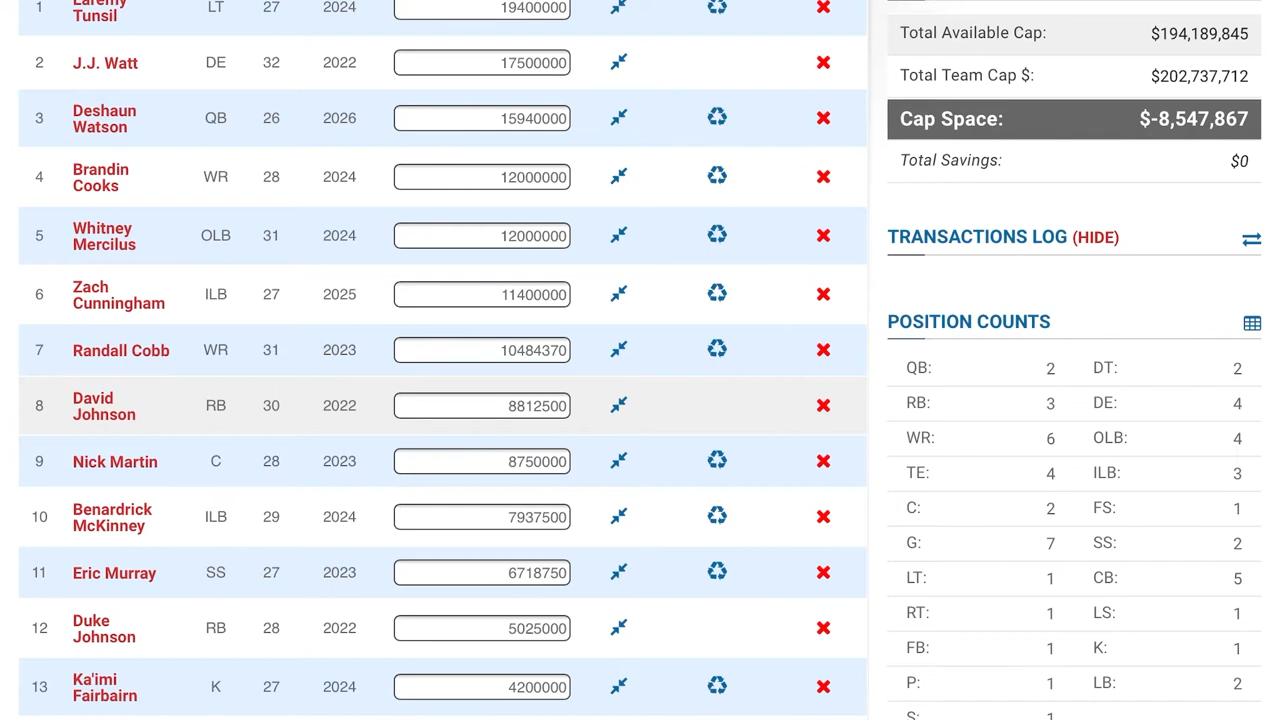 1 Laremy Tunsil LT 27 2024 19400000
2 J.J. Watt DE 32 2022 17500000
3 Deshaun Watson QB 26 2026 15940000
4 Brandin Cooks WR 28 2024 12000000
5 Whitney Mercilus OLB 31 2024 12000000
6 Zach Cunningham ILB 27 2025 11400000
7 Randall Cobb WR 31 2023 10484370
8 David Johnson RB 30 2022 8812500
9 Nick Martin C 28 2023 8750000
10 Benardrick McKinney ILB 29 2024 7937500
11 Eric Murray SS 27 2023 6718750
12 Duke Johnson RB 28 2022 5025000
13 Ka'imi Fairbairn K 27 2024 4200000
Total Available Cap: $194,189,845
Total Team Cap $: $202,737,712
Cap Space: $-8,547,867
Total Savings: $0
TRANSACTIONS LOG (HIDE)
POSITION COUNTS
QB: 2 DT: 2
RB: 3 DE: 4
WR: 6 OLB: 4
TE: 4 ILB: 3
C: 2 FS: 1
G: 7 SS: 2
LT: 1 CB: 5
RT: 1 LS: 1
FB: 1 K: 1
P: 1 LB: 2
S: 1